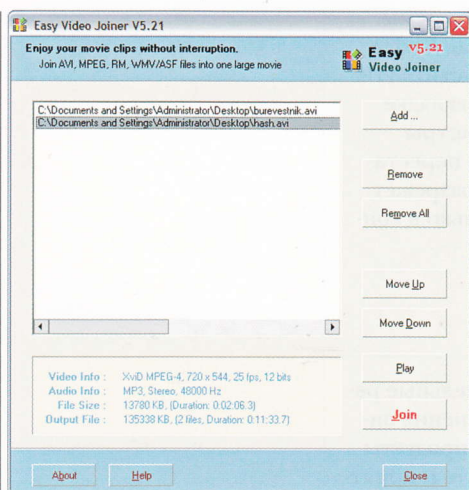 Easy Video Joiner V5.21
Enjoy your movie clips without interruption.
Join AVI, MPEG, RM, WMV/ASF files into one large movie
Easy V5.21
Video Joiner
C:\Documents and Settings\Administrator\Desktop\burevestnik.avi
C:\Documents and Settings\Administrator\Desktop\hash.avi
Add ...
Remove
Remove All
Move Up
Move Down
Play
Join
Video Info : XviD MPEG-4, 720 x 544, 25 fps, 12 bits
Audio Info : MP3, Stereo, 48000 Hz
File Size : 13780 KB, (Duration: 0:02:06.3)
Output File : 135338 KB, (2 files, Duration: 0:11:33.7)
About
Help
Close